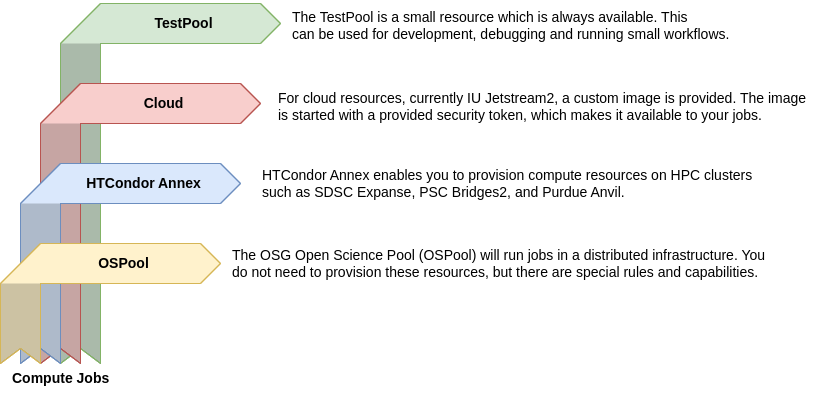 TestPool
The TestPool is a small resource which is always available. This
can be used for development, debugging and running small workflows.
Cloud
For cloud resources, currently IU Jetstream2, a custom image is provided. The image
is started with a provided security token, which makes it available to your jobs.
HTCondor Annex
HTCondor Annex enables you to provision compute resources on HPC clusters
such as SDSC Expanse, PSC Bridges2, and Purdue Anvil.
OSPool
The OSG Open Science Pool (OSPool) will run jobs in a distributed infrastructure. You
do not need to provision these resources, but there are special rules and capabilities.
Compute Jobs